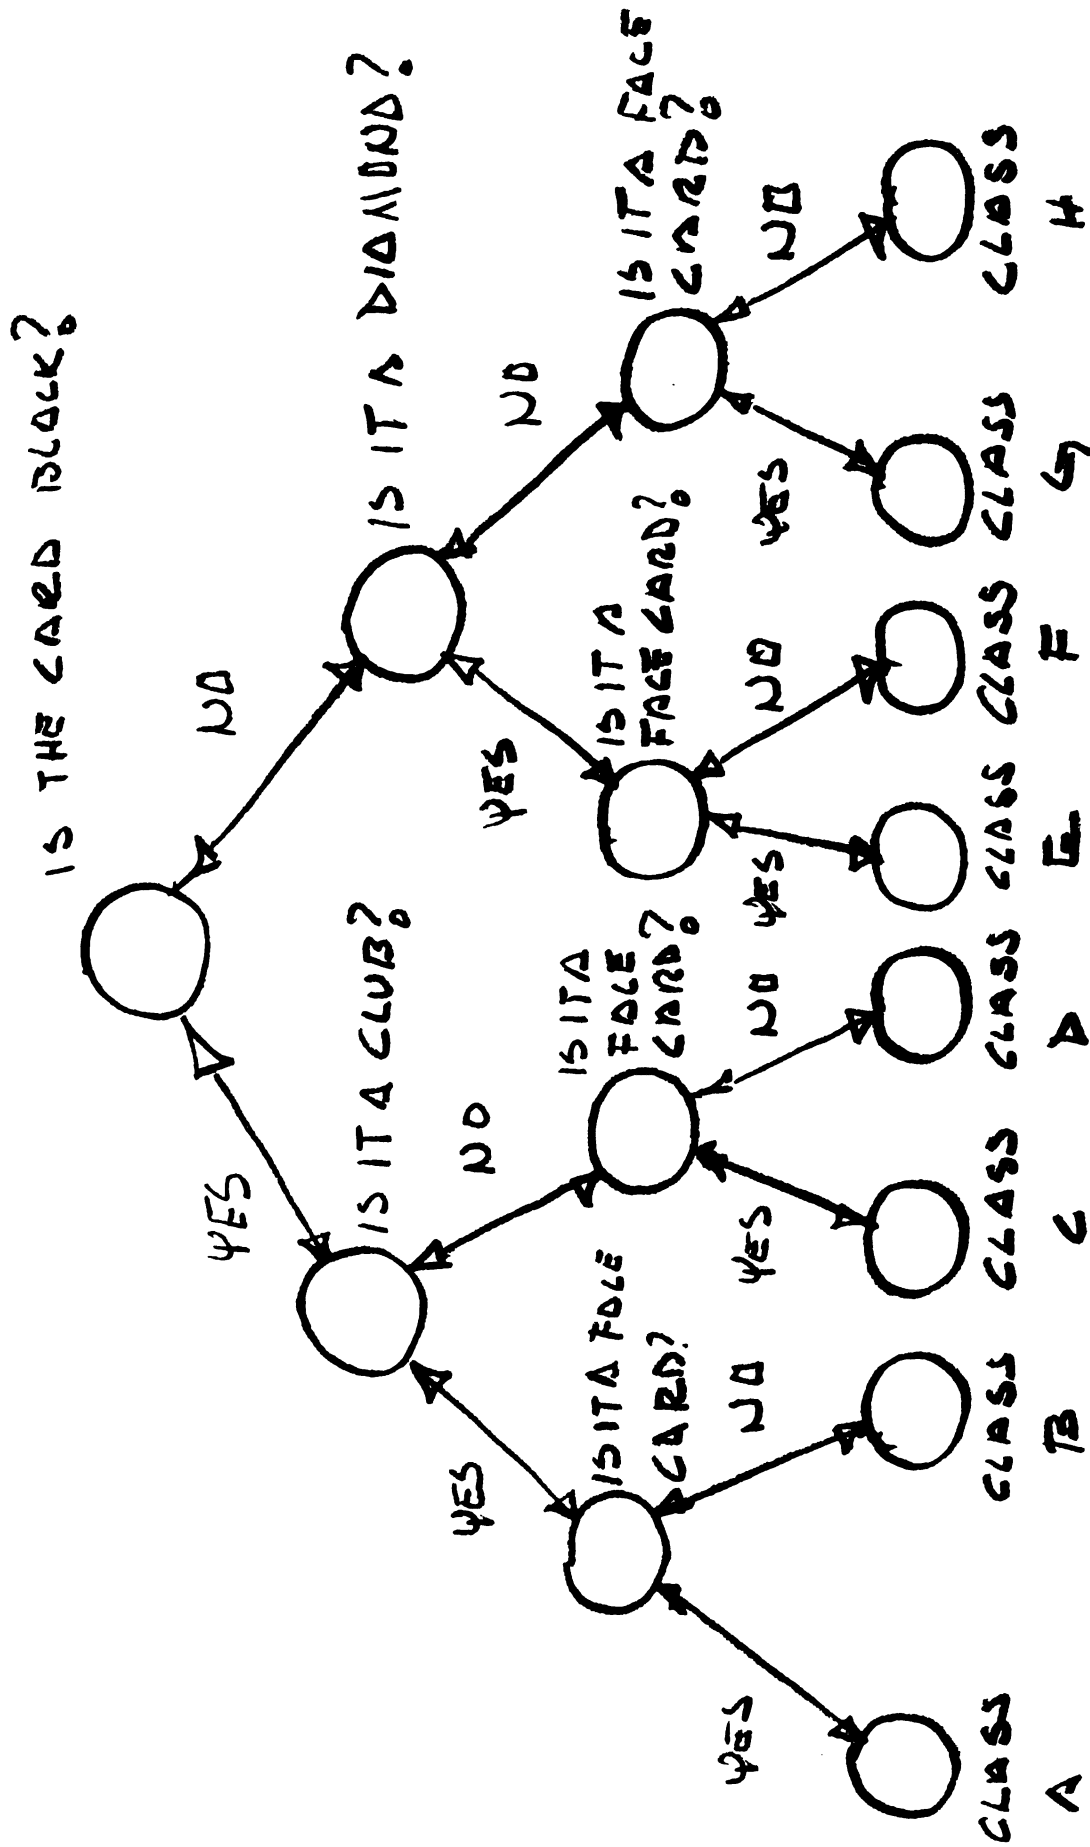 IS THE CARD BLACK?
YES
NO
IS IT A CLUB?
IS IT A DIAMOND?
YES
NO
YES
NO
IS IT A FACE
CARD?
IS IT A
FACE
CARD?
IS IT A
FACE CARD?
IS IT A FACE
CARD?
YES
NO
YES
NO
YES
NO
YES
NO
CLASS
A
CLASS
B
CLASS
C
CLASS
D
CLASS
E
CLASS
F
CLASS
G
CLASS
H